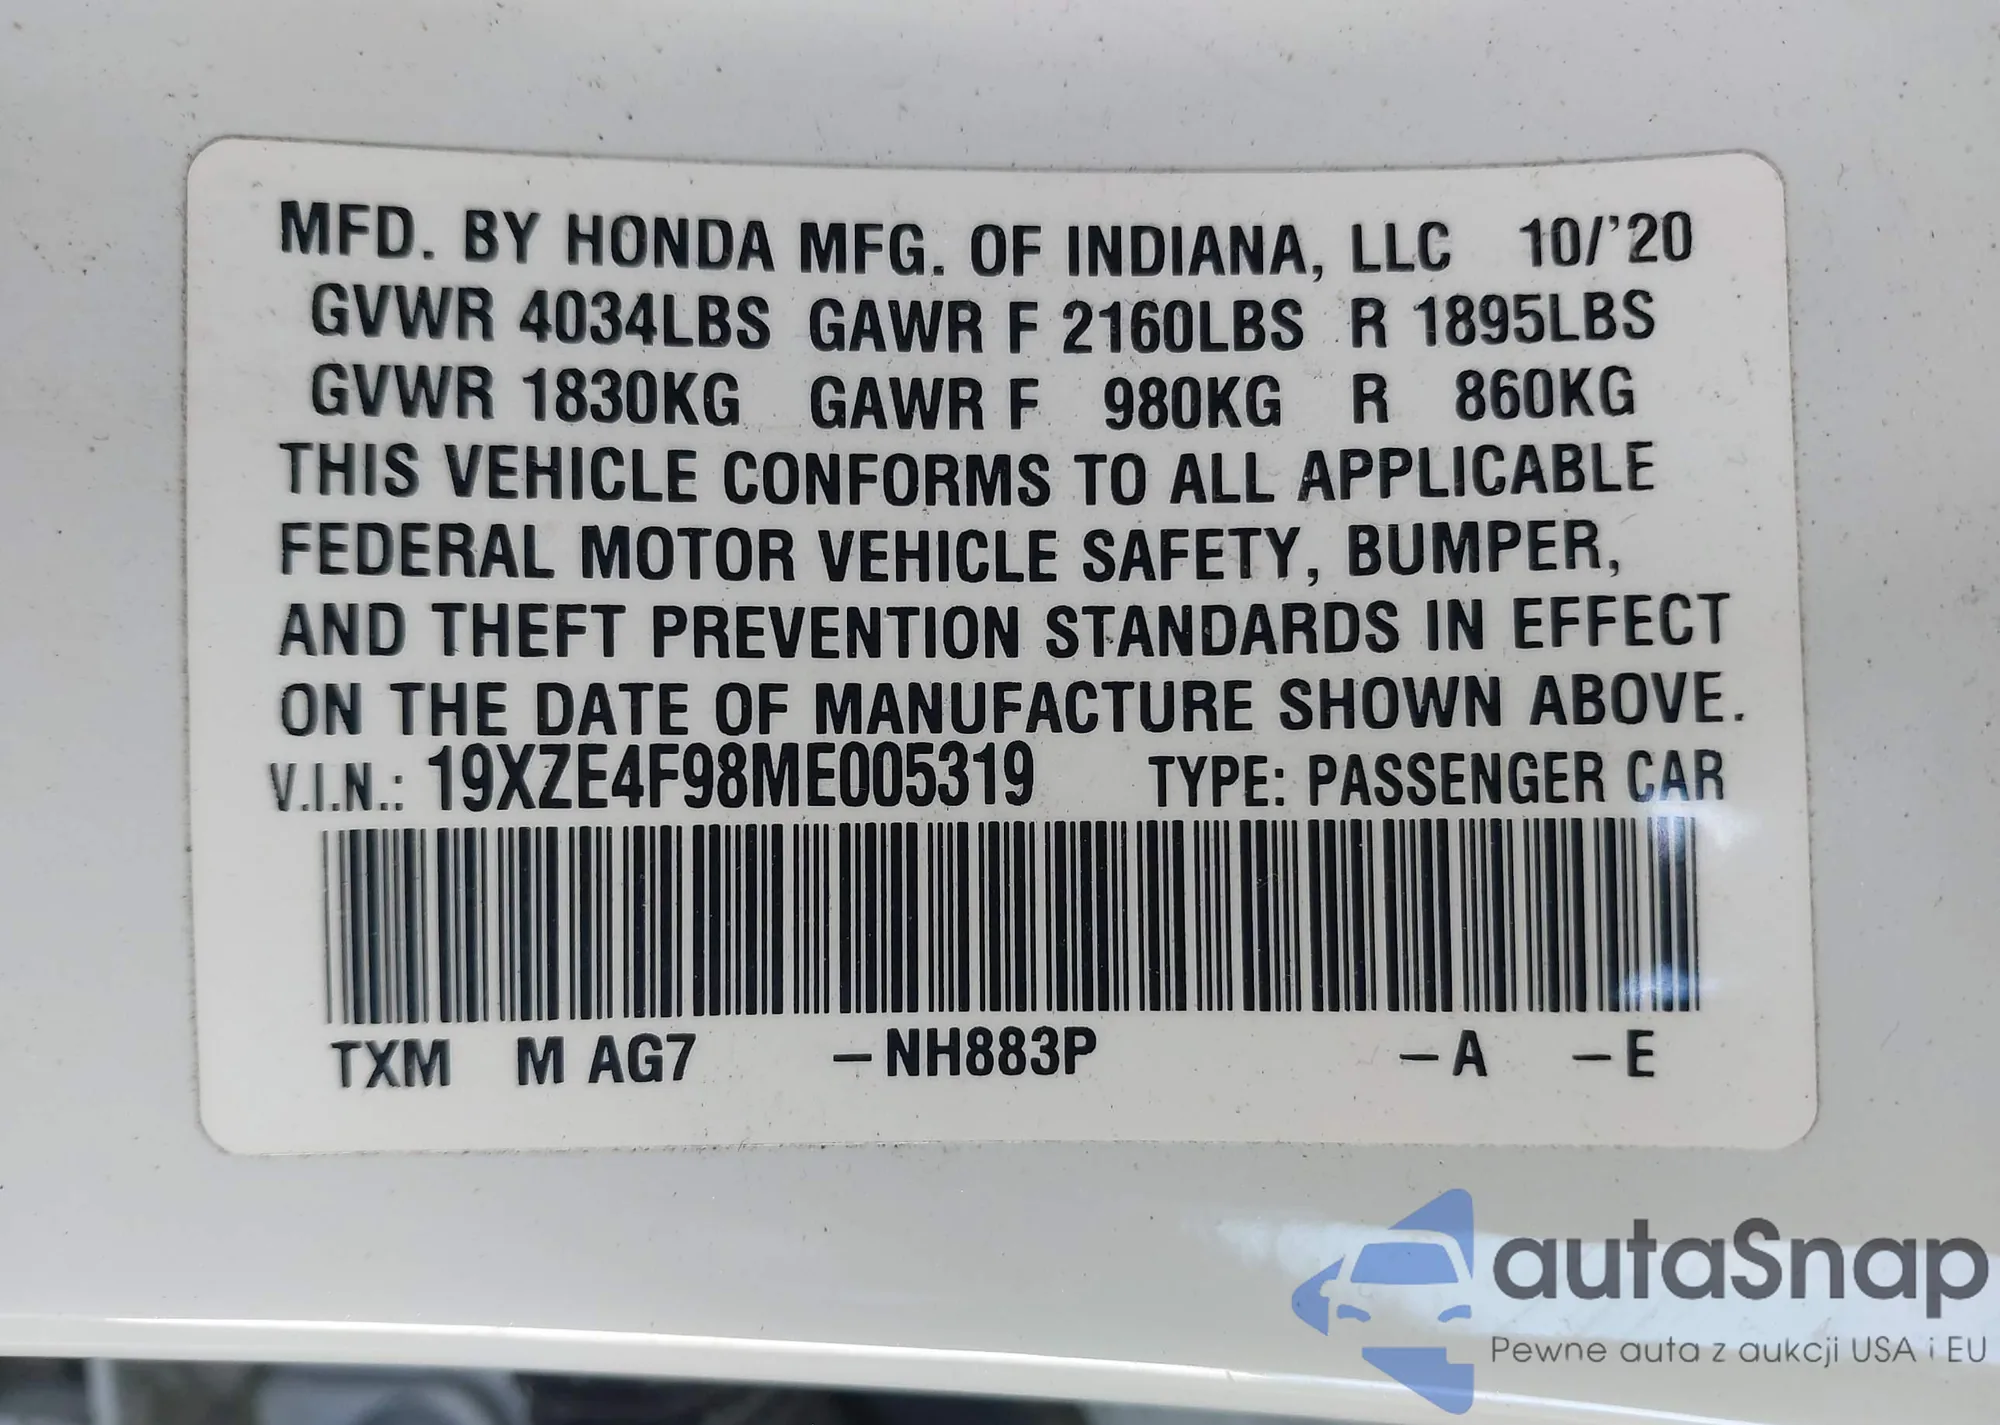 MFD. BY HONDA MFG. OF INDIANA, LLC 10/'20
GVWR 4034LBS GAWR F 2160LBS R 1895LBS
GVWR 1830KG GAWR F 980KG R 860KG
THIS VEHICLE CONFORMS TO ALL APPLICABLE
FEDERAL MOTOR VEHICLE SAFETY, BUMPER,
AND THEFT PREVENTION STANDARDS IN EFFECT
ON THE DATE OF MANUFACTURE SHOWN ABOVE.
V.I.N.: 19XZE4F98ME005319 TYPE: PASSENGER CAR
TXM M AG7 –NH883P –A –E
autaSnap
Pewne auta z aukcji USA i EU